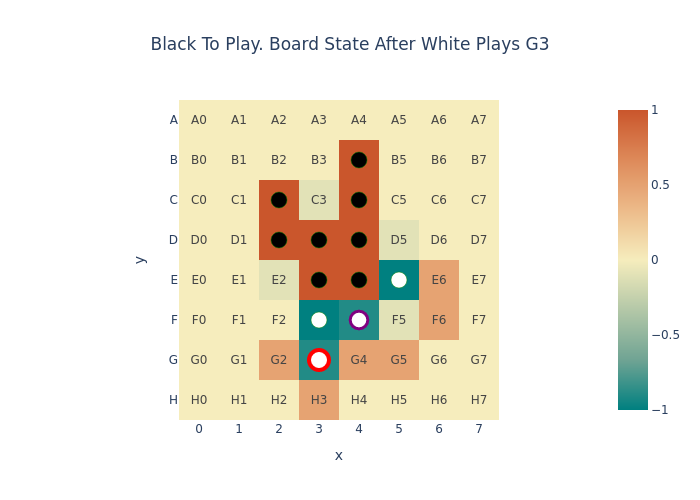 Black To Play. Board State After White Plays G3
A A0 A1 A2 A3 A4 A5 A6 A7
B B0 B1 B2 B3 B5 B6 B7
C C0 C1 C3 C5 C6 C7
D D0 D1 D5 D6 D7
E E0 E1 E2 E6 E7
F F0 F1 F2 F5 F6 F7
G G0 G1 G2 G4 G5 G6 G7
H H0 H1 H2 H3 H4 H5 H6 H7
0 1 2 3 4 5 6 7
x
y
1
0.5
0
−0.5
−1